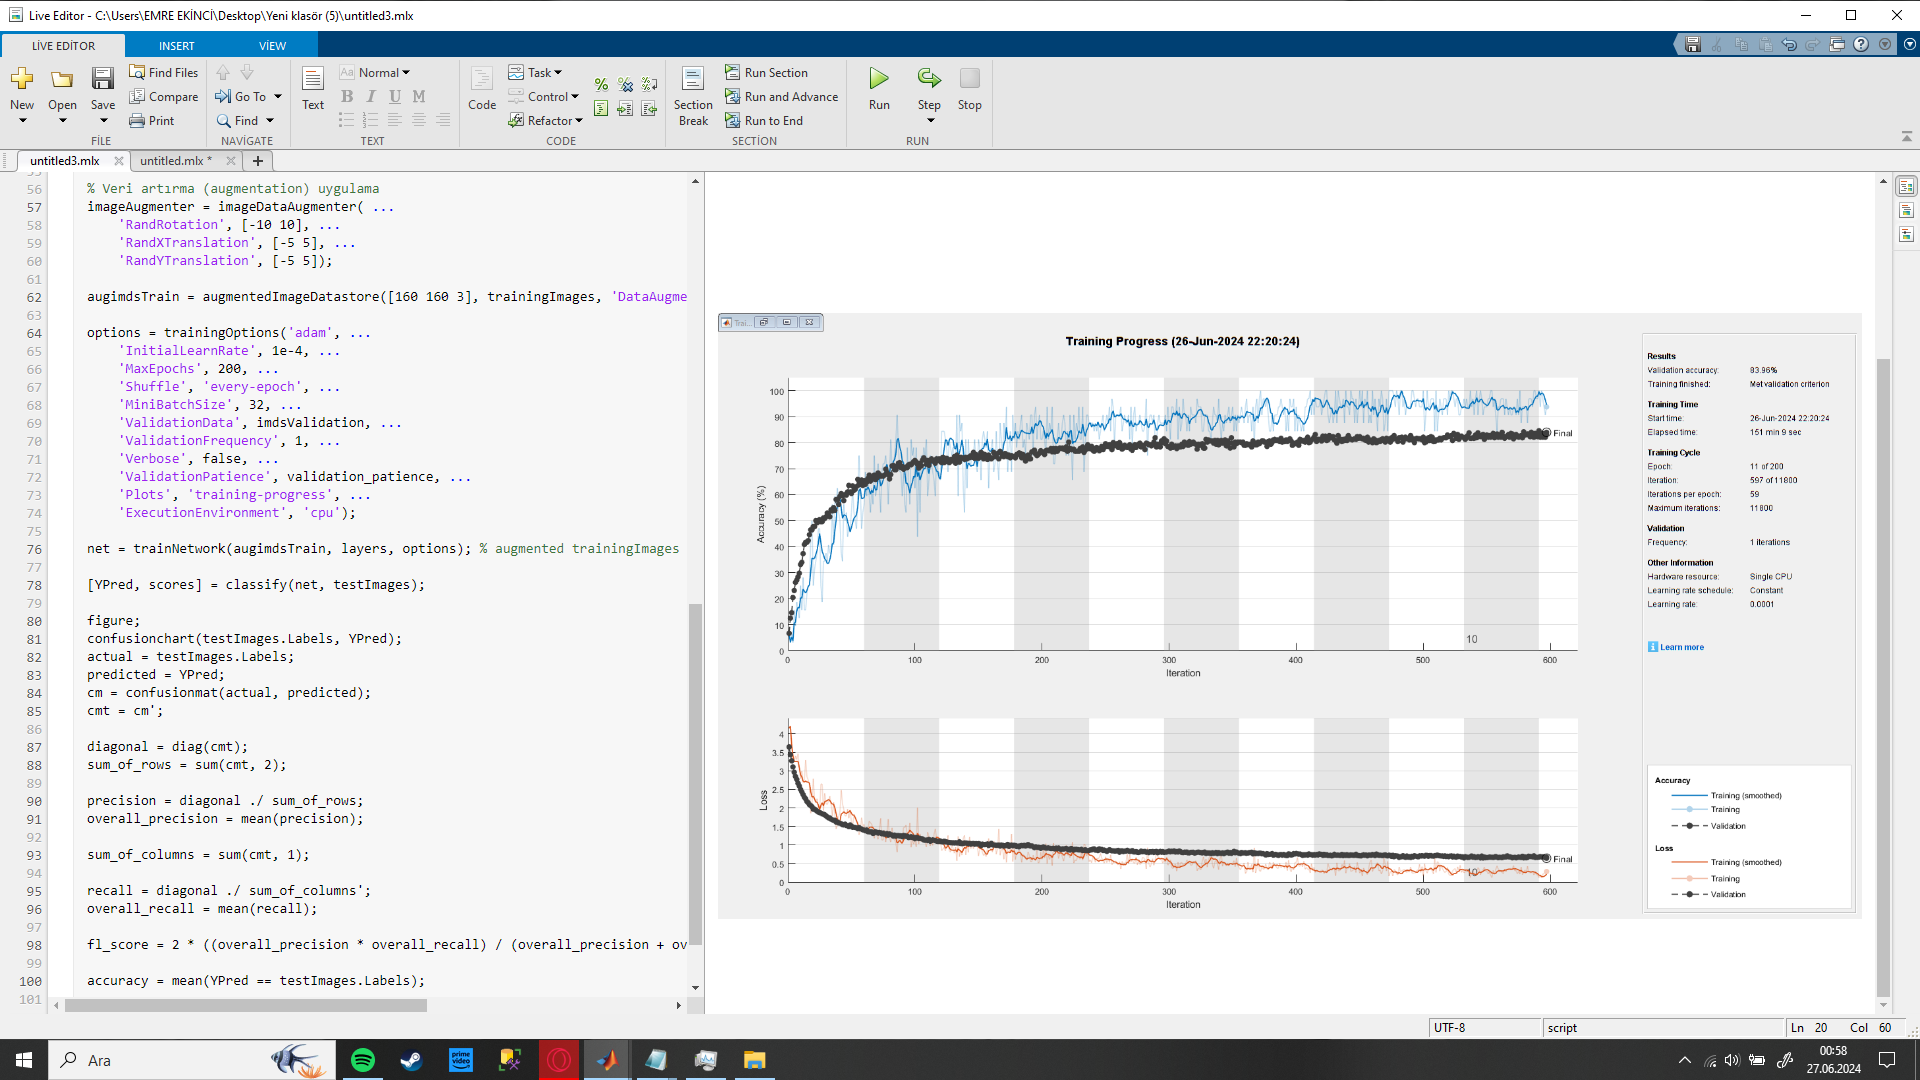 Live Editor - C:\Users\EMRE EKİNCİ\Desktop\Yeni klasör (5)\untitled3.mlx
LİVE EDİTOR
INSERT
VİEW
New
Open
Save
Find Files
Compare
Print
FİLE
Go To
Find
NAVİGATE
Text
Aa Normal
B I U M
TEXT
Code
Task
Control
Refactor
CODE
Section Break
Run Section
Run and Advance
Run to End
SECTİON
Run
Step
Stop
RUN
untitled3.mlx
untitled.mlx *
56 % Veri artırma (augmentation) uygulama
57 imageAugmenter = imageDataAugmenter( ...
58 'RandRotation', [-10 10], ...
59 'RandXTranslation', [-5 5], ...
60 'RandYTranslation', [-5 5]);
61
62 augimdsTrain = augmentedImageDatastore([160 160 3], trainingImages, 'DataAugme
63
64 options = trainingOptions('adam', ...
65 'InitialLearnRate', 1e-4, ...
66 'MaxEpochs', 200, ...
67 'Shuffle', 'every-epoch', ...
68 'MiniBatchSize', 32, ...
69 'ValidationData', imdsValidation, ...
70 'ValidationFrequency', 1, ...
71 'Verbose', false, ...
72 'ValidationPatience', validation_patience, ...
73 'Plots', 'training-progress', ...
74 'ExecutionEnvironment', 'cpu');
75
76 net = trainNetwork(augimdsTrain, layers, options); % augmented trainingImages
77
78 [YPred, scores] = classify(net, testImages);
79
80 figure;
81 confusionchart(testImages.Labels, YPred);
82 actual = testImages.Labels;
83 predicted = YPred;
84 cm = confusionmat(actual, predicted);
85 cmt = cm';
86
87 diagonal = diag(cmt);
88 sum_of_rows = sum(cmt, 2);
89
90 precision = diagonal ./ sum_of_rows;
91 overall_precision = mean(precision);
92
93 sum_of_columns = sum(cmt, 1);
94
95 recall = diagonal ./ sum_of_columns';
96 overall_recall = mean(recall);
97
98 fl_score = 2 * ((overall_precision * overall_recall) / (overall_precision + ov
99
100 accuracy = mean(YPred == testImages.Labels);
101
Trai...
Training Progress (26-Jun-2024 22:20:24)
Accuracy (%)
100
90
80
70
60
50
40
30
20
10
0
Final
10
0 100 200 300 400 500 600
Iteration
Loss
4
3.5
3
2.5
2
1.5
1
0.5
0
Final
10
0 100 200 300 400 500 600
Iteration
Results
Validation accuracy: 83.96%
Training finished: Met validation criterion
Training Time
Start time: 26-Jun-2024 22:20:24
Elapsed time: 151 min 9 sec
Training Cycle
Epoch: 11 of 200
Iteration: 597 of 11800
Iterations per epoch: 59
Maximum iterations: 11800
Validation
Frequency: 1 iterations
Other Information
Hardware resource: Single CPU
Learning rate schedule: Constant
Learning rate: 0.0001
Learn more
Accuracy
Training (smoothed)
Training
Validation
Loss
Training (smoothed)
Training
Validation
UTF-8
script
Ln 20 Col 60
Ara
prime video
00:58
27.06.2024